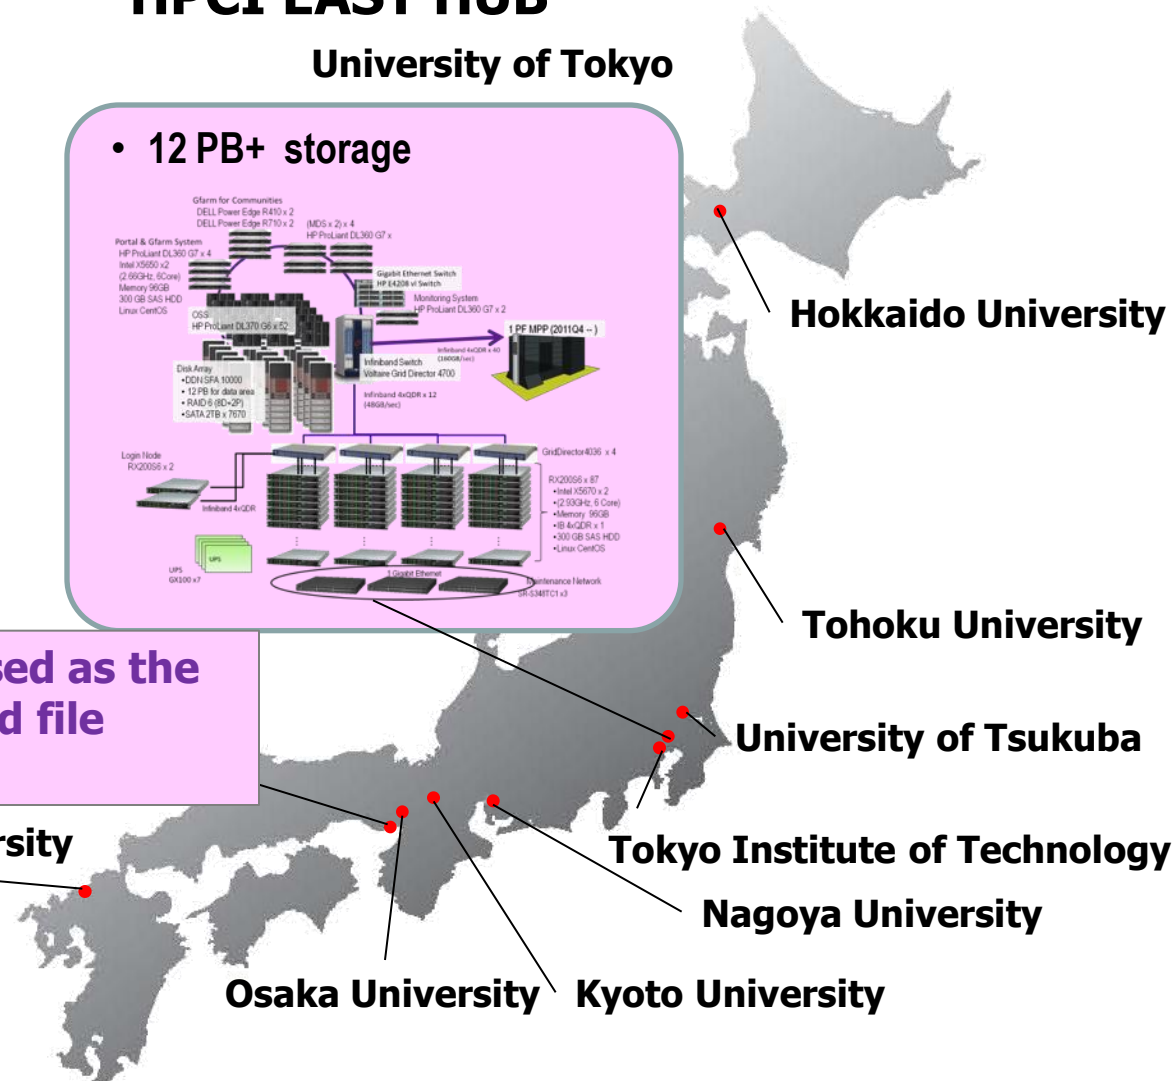 HPCI EAST HUB
University of Tokyo
• 12 PB+ storage
Gfarm for Communities
DELL Power Edge R410 x 2
DELL Power Edge R710 x 2
(MDS x 2) x 4
HP ProLiant DL360 G7 x
Portal & Gfarm System
HP ProLiant DL360 G7 x 4
Intel X5650 x2
(2.66GHz, 6Core)
Memory 96GB
300 GB SAS HDD
Linux CentOS
Gigabit Ethernet Switch
HP E4208 vl Switch
Monitoring System
HP ProLiant DL360 G7 x 2
OSS
HP ProLiant DL370 G6 x 52
1 PF MPP (2011Q4 -- )
Infiniband 4xQDR x 40
(160GB/sec)
Infiniband Switch
Voltaire Grid Director 4700
Disk Array
•DDN SFA 10000
• 12 PB for data area
• RAID 6 (8D+2P)
•SATA 2TB x 7670
Infiniband 4xQDR x 12
(48GB/sec)
Login Node
RX200S6 x 2
GridDirector4036 x 4
Infiniband 4xQDR
RX200S6 x 87
•Intel X5670 x 2
•(2.93GHz, 6 Core)
•Memory 96GB
•IB 4xQDR x 1
•300 GB SAS HDD
•Linux CentOS
UPS
UPS
GX100 x7
1 Gigabit Ethernet
Maintenance Network
SR-S348TC1 x3
Hokkaido University
Tohoku University
sed as the
d file
University of Tsukuba
rsity
Tokyo Institute of Technology
Nagoya University
Osaka University
Kyoto University